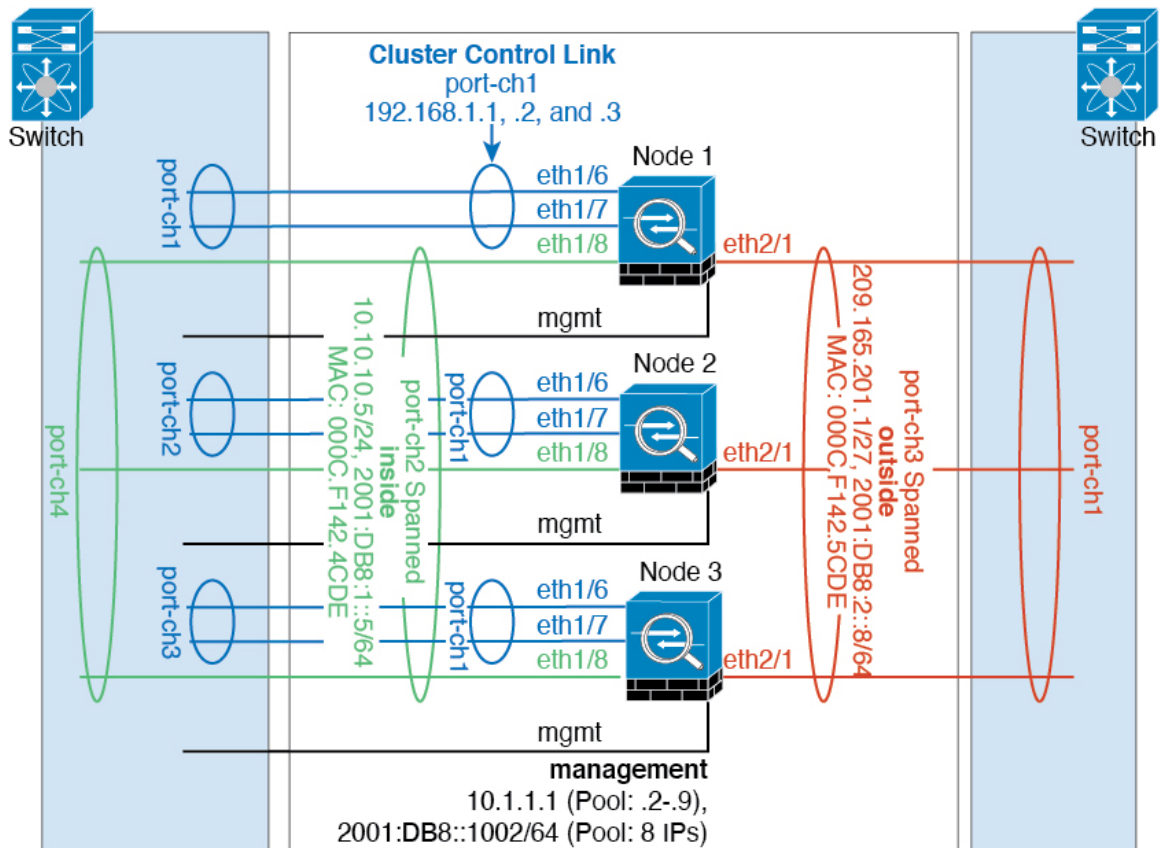 Switch
Switch
Cluster Control Link
port-ch1
192.168.1.1, .2, and .3
port-ch1
Node 1
eth1/6
eth1/7
eth1/8
eth2/1
mgmt
port-ch2
port-ch1
Node 2
eth1/6
eth1/7
eth1/8
eth2/1
mgmt
port-ch3
port-ch1
Node 3
eth1/6
eth1/7
eth1/8
eth2/1
mgmt
port-ch4
port-ch2 Spanned
inside
10.10.10.5/24, 2001:DB8:1::5/64
MAC: 000C.F142.4CDE
port-ch3 Spanned
outside
209.165.201.1/27, 2001:DB8:2::8/64
MAC: 000C.F142.5CDE
port-ch1
management
10.1.1.1 (Pool: .2-.9),
2001:DB8::1002/64 (Pool: 8 IPs)